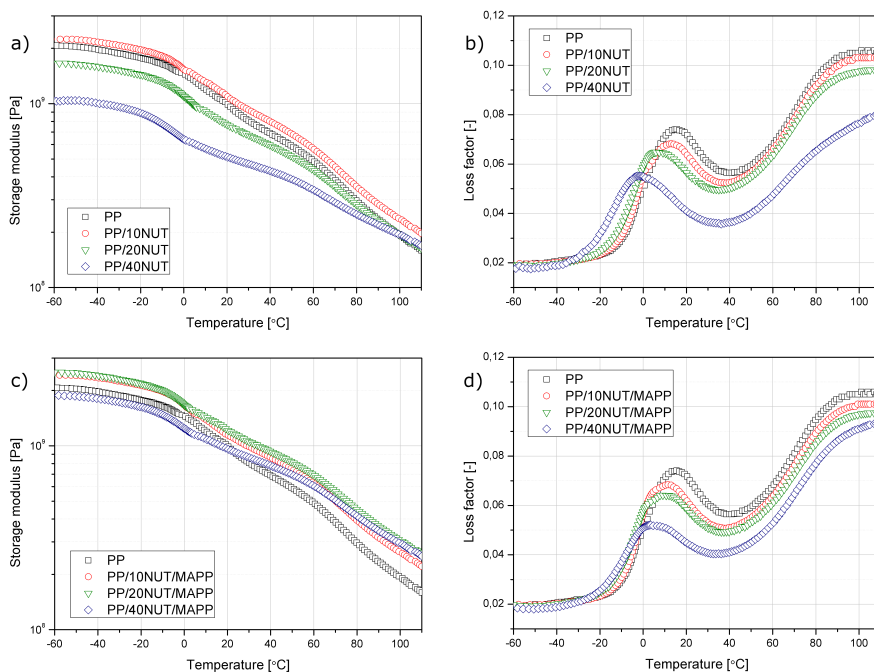 a)
Storage modulus [Pa]
10⁹
10⁸
PP
PP/10NUT
PP/20NUT
PP/40NUT
-60 -40 -20 0 20 40 60 80 100
Temperature [°C]
b)
Loss factor [-]
0,12
0,10
0,08
0,06
0,04
0,02
PP
PP/10NUT
PP/20NUT
PP/40NUT
-60 -40 -20 0 20 40 60 80 100
Temperature [°C]
c)
Storage modulus [Pa]
10⁹
10⁸
PP
PP/10NUT/MAPP
PP/20NUT/MAPP
PP/40NUT/MAPP
-60 -40 -20 0 20 40 60 80 100
Temperature [°C]
d)
Loss factor [-]
0,12
0,10
0,08
0,06
0,04
0,02
PP
PP/10NUT/MAPP
PP/20NUT/MAPP
PP/40NUT/MAPP
-60 -40 -20 0 20 40 60 80 100
Temperature [°C]